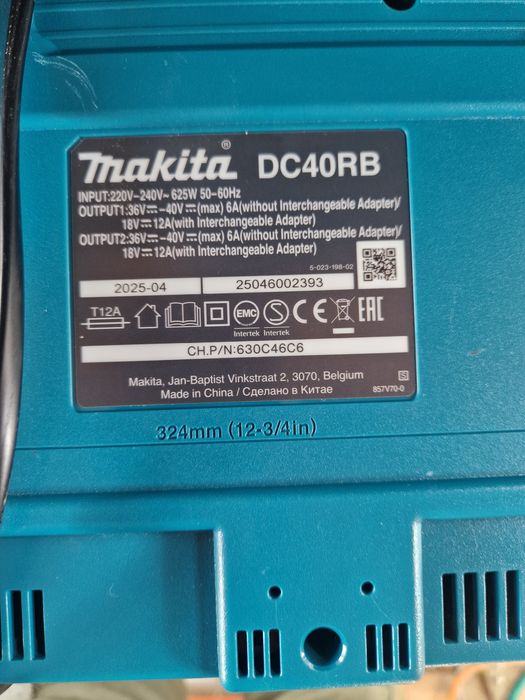 makita® DC40RB
INPUT:220V-240V~ 625W 50-60Hz
OUTPUT1:36V⎓-40V⎓(max) 6A(without Interchangeable Adapter)/
18V⎓12A(with Interchangeable Adapter)
OUTPUT2:36V⎓-40V⎓(max) 6A(without Interchangeable Adapter)/
18V⎓12A(with Interchangeable Adapter)
5-023-198-02
2025-04 25046002393
T12A EMC Intertek S Intertek CE EAC
CH.P/N:630C46C6
Makita, Jan-Baptist Vinkstraat 2, 3070, Belgium
Made in China / Сделано в Китае
S 857V70-0
324mm (12-3/4in)